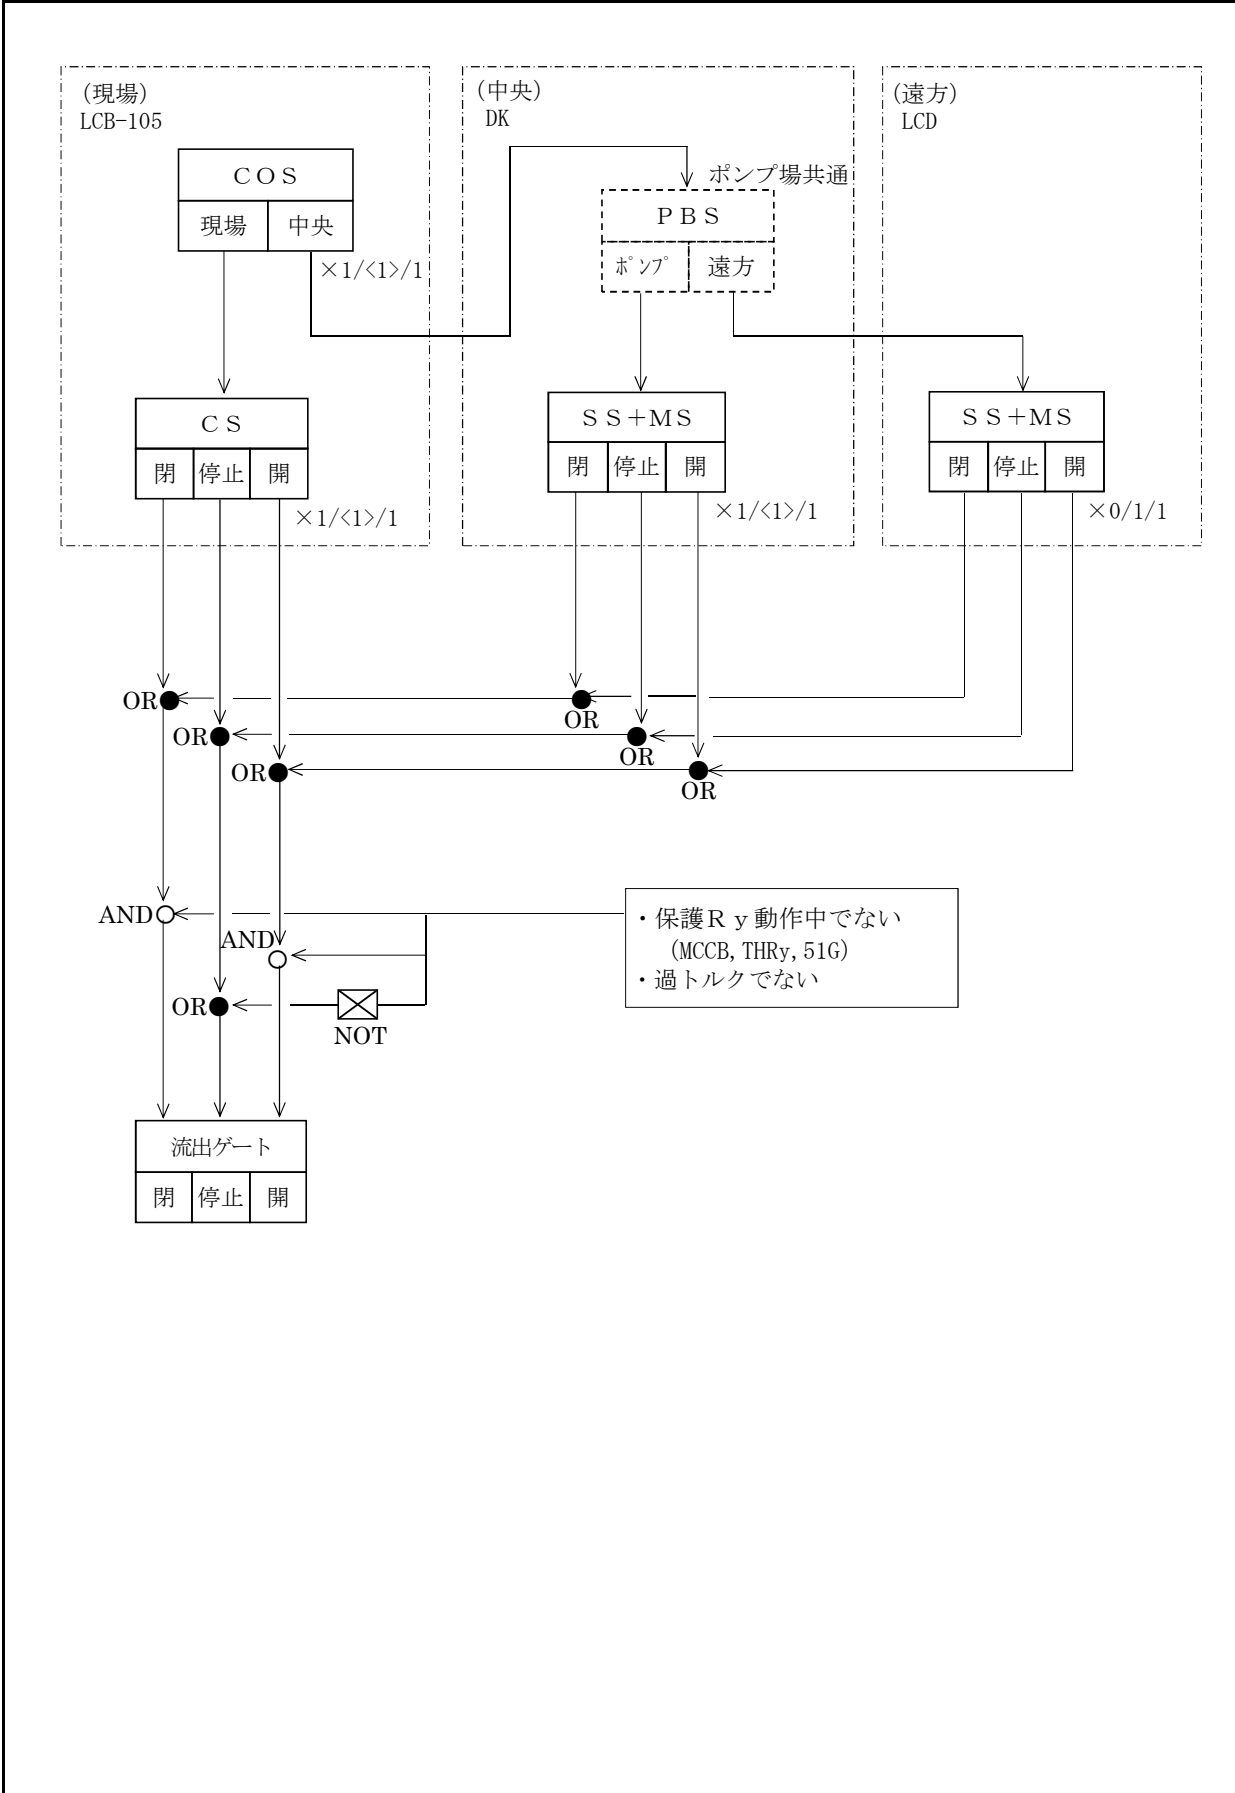 (現場)
LCB-105
COS
現場 中央
×1/<1>/1
CS
閉 停止 開
×1/<1>/1
(中央)
DK
ポンプ場共通
PBS
ﾎﾟﾝﾌﾟ 遠方
SS+MS
閉 停止 開
×1/<1>/1
(遠方)
LCD
SS+MS
閉 停止 開
×0/1/1
OR
OR
OR
OR
OR
OR
AND
AND
OR
NOT
・保護Ry動作中でない
(MCCB,THRy,51G)
・過トルクでない
流出ゲート
閉 停止 開